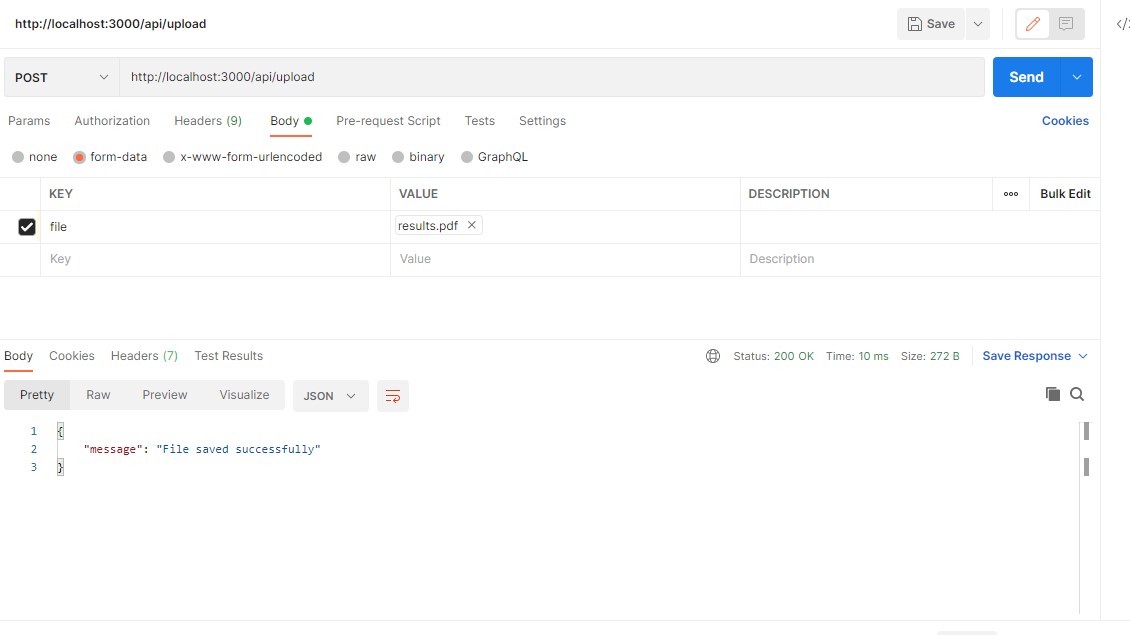 http://localhost:3000/api/upload
Save
POST
http://localhost:3000/api/upload
Send
Params Authorization Headers (9) Body Pre-request Script Tests Settings Cookies
none form-data x-www-form-urlencoded raw binary GraphQL
KEY VALUE DESCRIPTION Bulk Edit
file results.pdf
Key Value Description
Body Cookies Headers (7) Test Results Status: 200 OK Time: 10 ms Size: 272 B Save Response
Pretty Raw Preview Visualize JSON
1 {
2 "message": "File saved successfully"
3 }